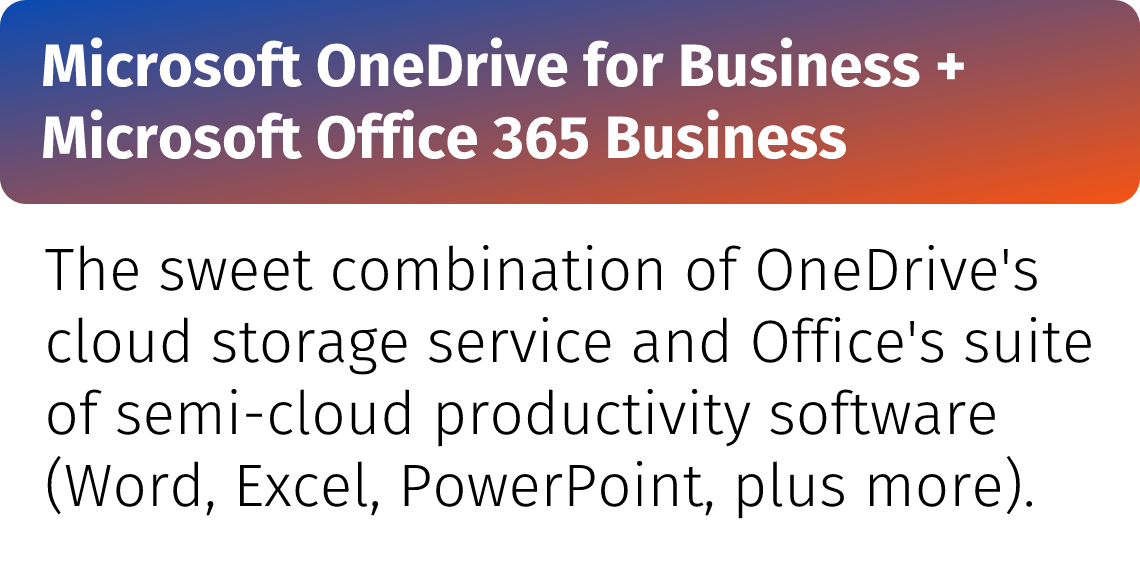 Microsoft OneDrive for Business +
Microsoft Office 365 Business
The sweet combination of OneDrive's
cloud storage service and Office's suite
of semi-cloud productivity software
(Word, Excel, PowerPoint, plus more).